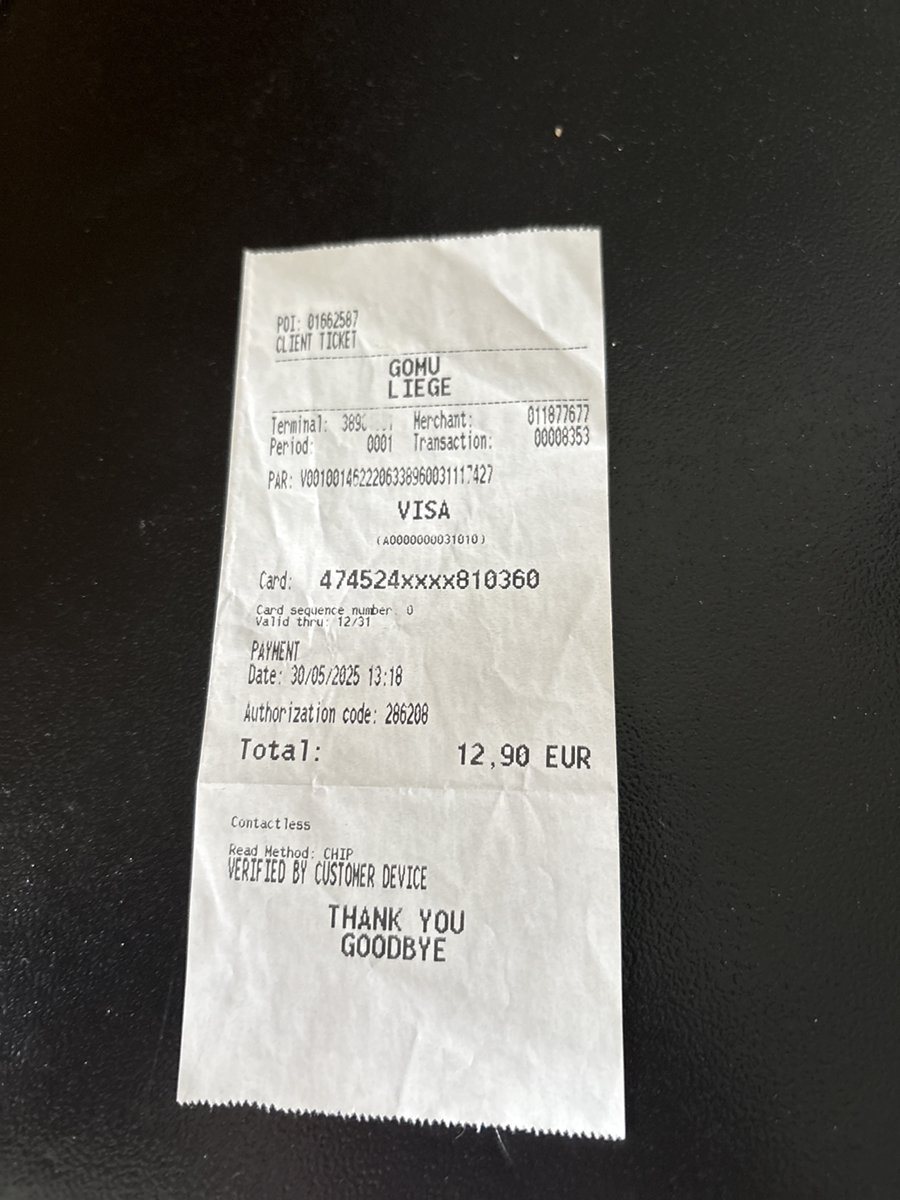 POI: 01662587
CLIENT TICKET
GOMU
LIEGE
Terminal: Merchant: 011877677
Period: 0001 Transaction: 00008353
PAR: V0010014622206338960031117427
VISA
(A0000000031010)
Card: 474524xxxx810360
Card sequence number: 0
Valid thru: 12/31
PAYMENT
Date: 30/05/2025 13:18
Authorization code: 286208
Total: 12,90 EUR
Contactless
Read Method: CHIP
VERIFIED BY CUSTOMER DEVICE
THANK YOU
GOODBYE